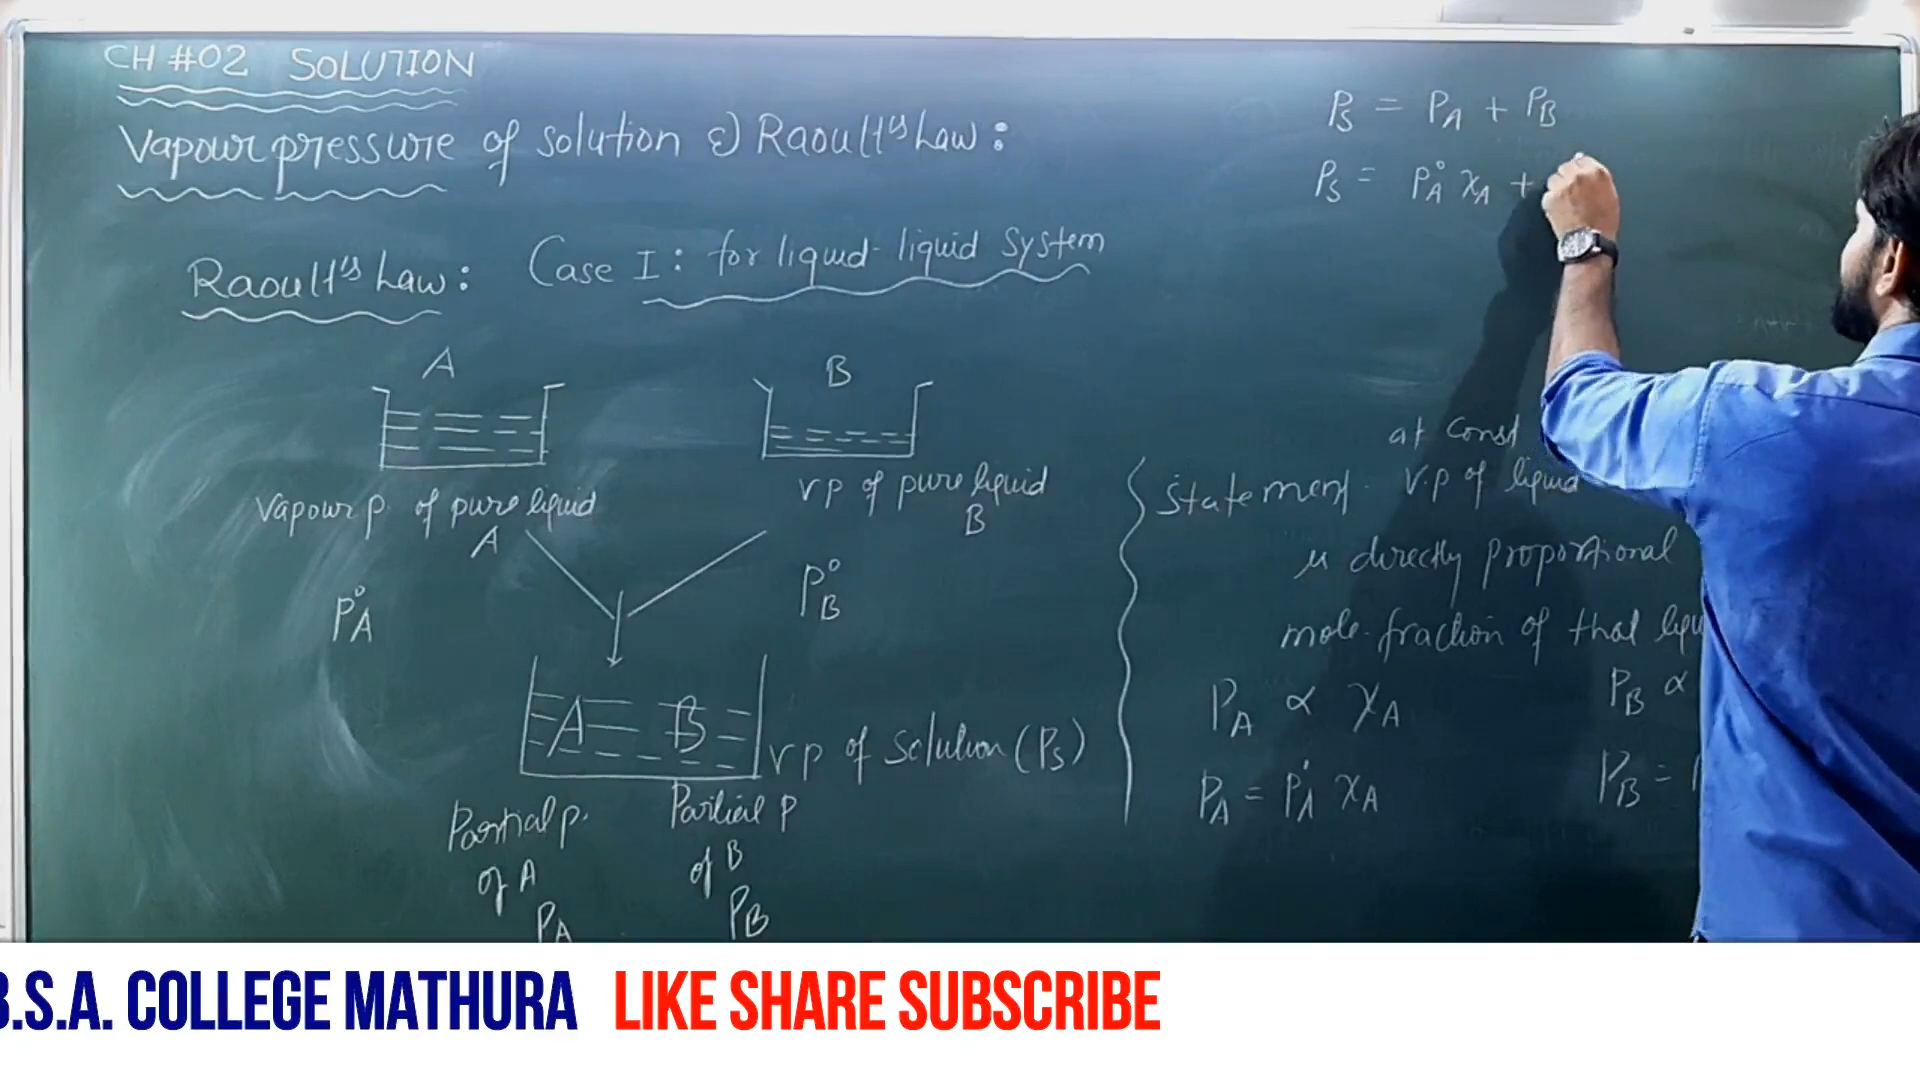 CH #02 SOLUTION
Vapour pressure of solution & Raoult's Law:
Raoult's Law: Case I: for liquid-liquid system
A
B
Vapour p. of pure liquid
A
P°A
v p of pure liquid
B
P°B
A B
v p of solution (Ps)
Partial p.
of A
PA
Partial p
of B
PB
Ps = PA + PB
Ps = P°A χA +
at const
Statement. v.p of liquid
is directly proportional
mole-fraction of that liqu
PA ∝ χA
PB ∝
PA = P°A χA
PB =
B.S.A. COLLEGE MATHURA LIKE SHARE SUBSCRIBE